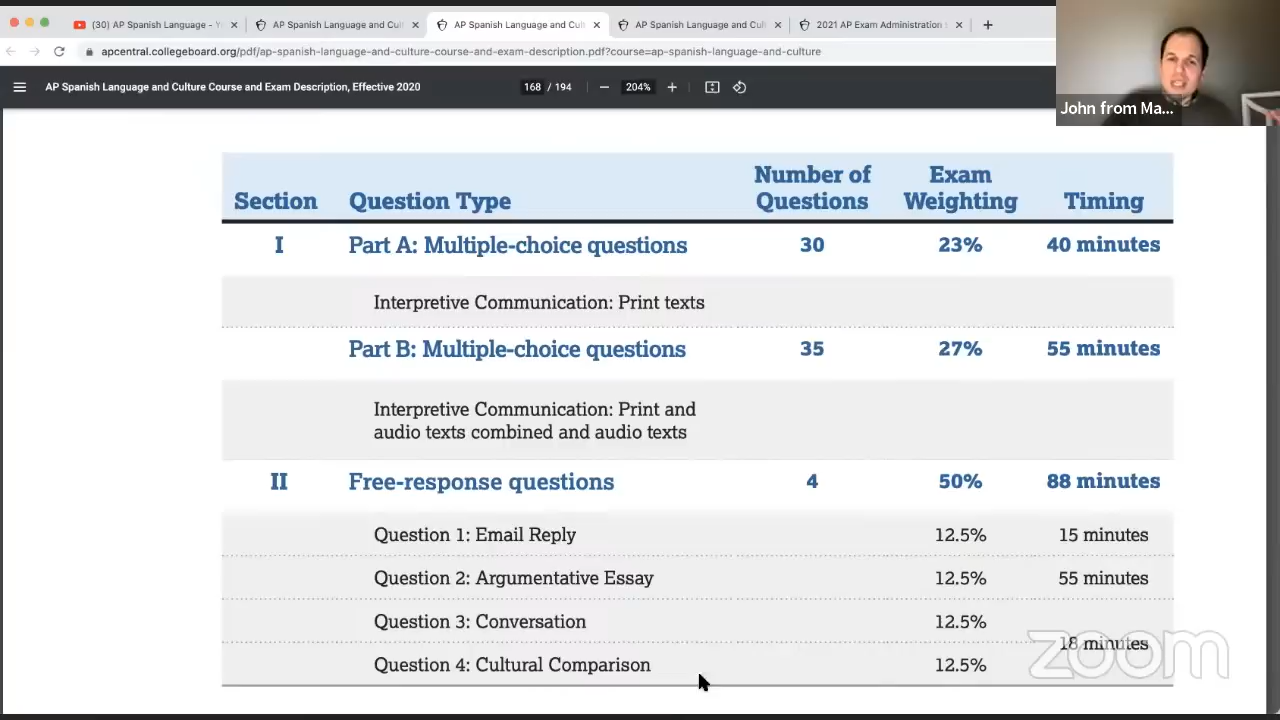 (30) AP Spanish Language - Y
AP Spanish Language and Cult
AP Spanish Language and Cult
AP Spanish Language and Cult
2021 AP Exam Administration
apcentral.collegeboard.org/pdf/ap-spanish-language-and-culture-course-and-exam-description.pdf?course=ap-spanish-language-and-culture
AP Spanish Language and Culture Course and Exam Description, Effective 2020
168 / 194
204%
John from Ma...
Section Question Type Number of Questions Exam Weighting Timing
I Part A: Multiple-choice questions 30 23% 40 minutes
Interpretive Communication: Print texts
Part B: Multiple-choice questions 35 27% 55 minutes
Interpretive Communication: Print and
audio texts combined and audio texts
II Free-response questions 4 50% 88 minutes
Question 1: Email Reply 12.5% 15 minutes
Question 2: Argumentative Essay 12.5% 55 minutes
Question 3: Conversation 12.5%
18 minutes
Question 4: Cultural Comparison 12.5%
zoom